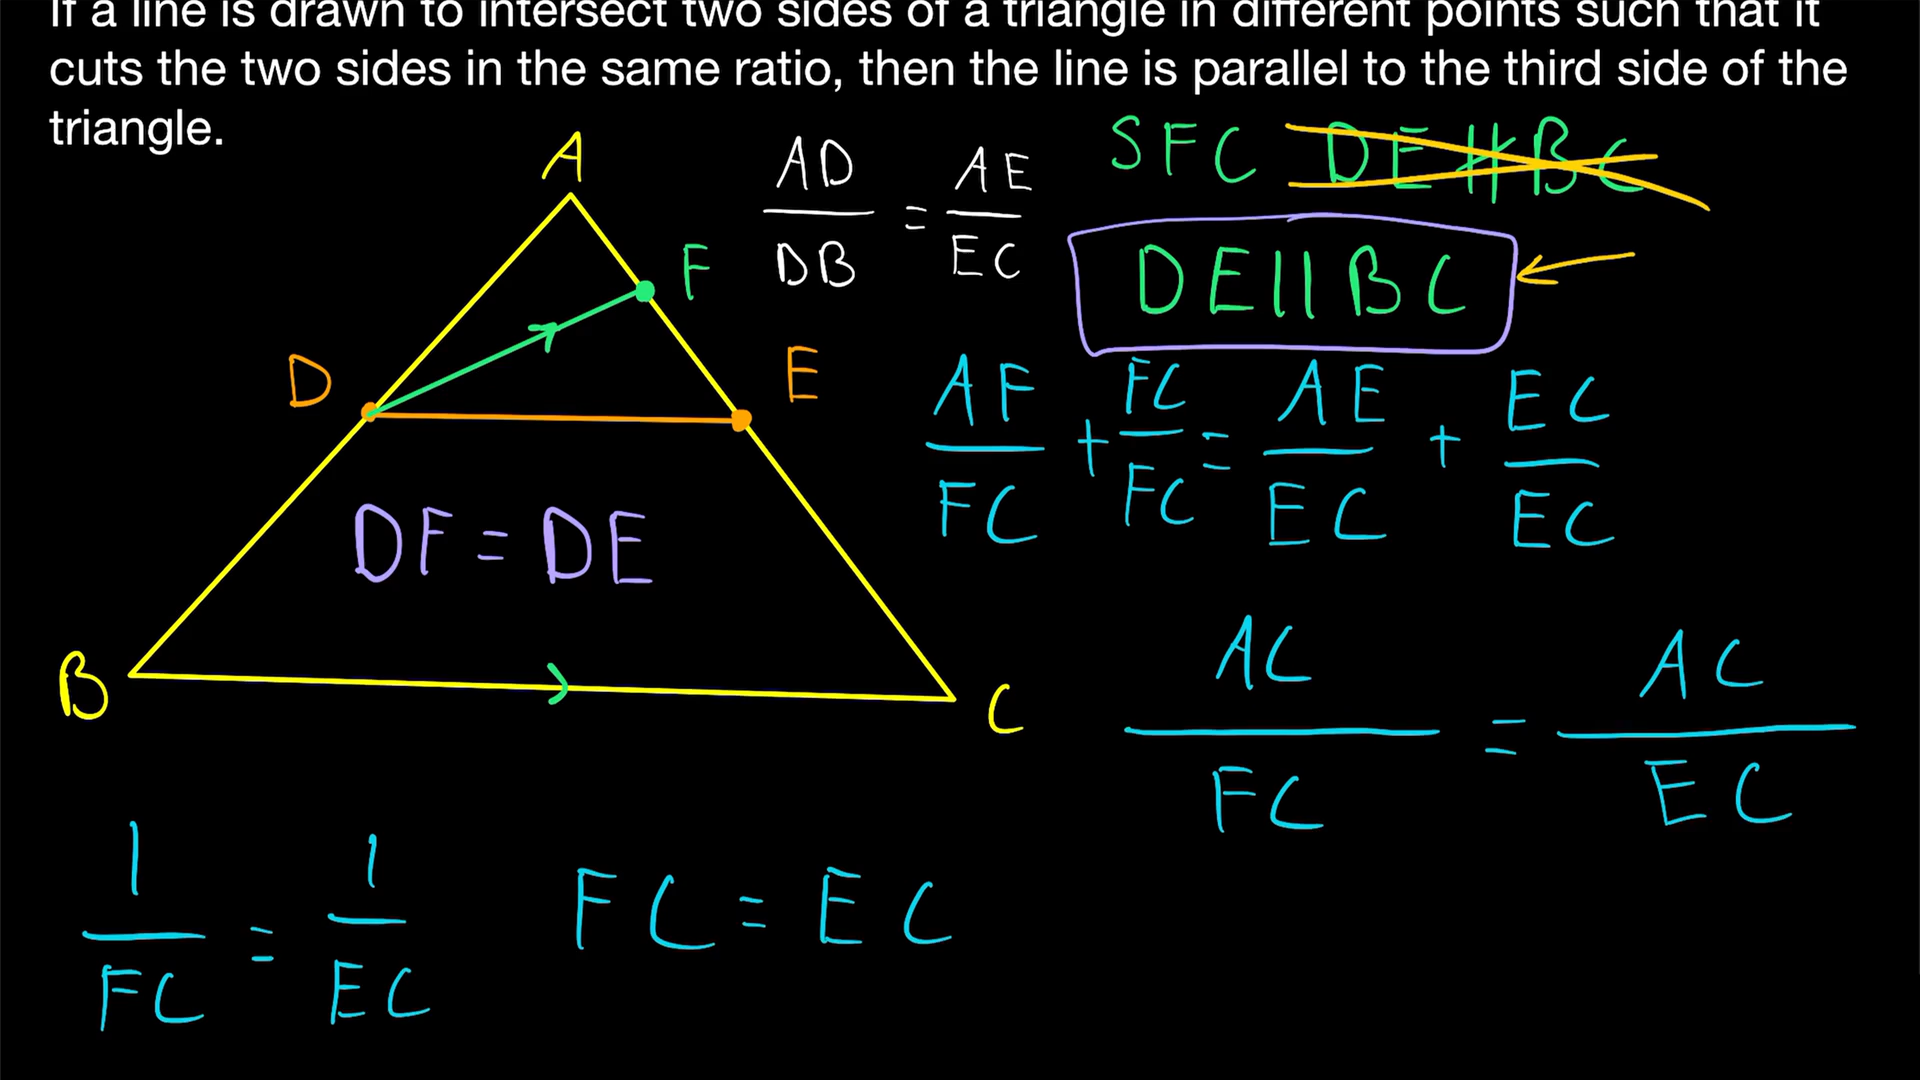 If a line is drawn to intersect two sides of a triangle in different points such that it
cuts the two sides in the same ratio, then the line is parallel to the third side of the
triangle.
A
AD/DB = AE/EC
SFC DE∦BC
F
DE||BC
D
E
AF/FC + FC/FC = AE/EC + EC/EC
DF = DE
B
C
AC/FC = AC/EC
1/FC = 1/EC
FC = EC